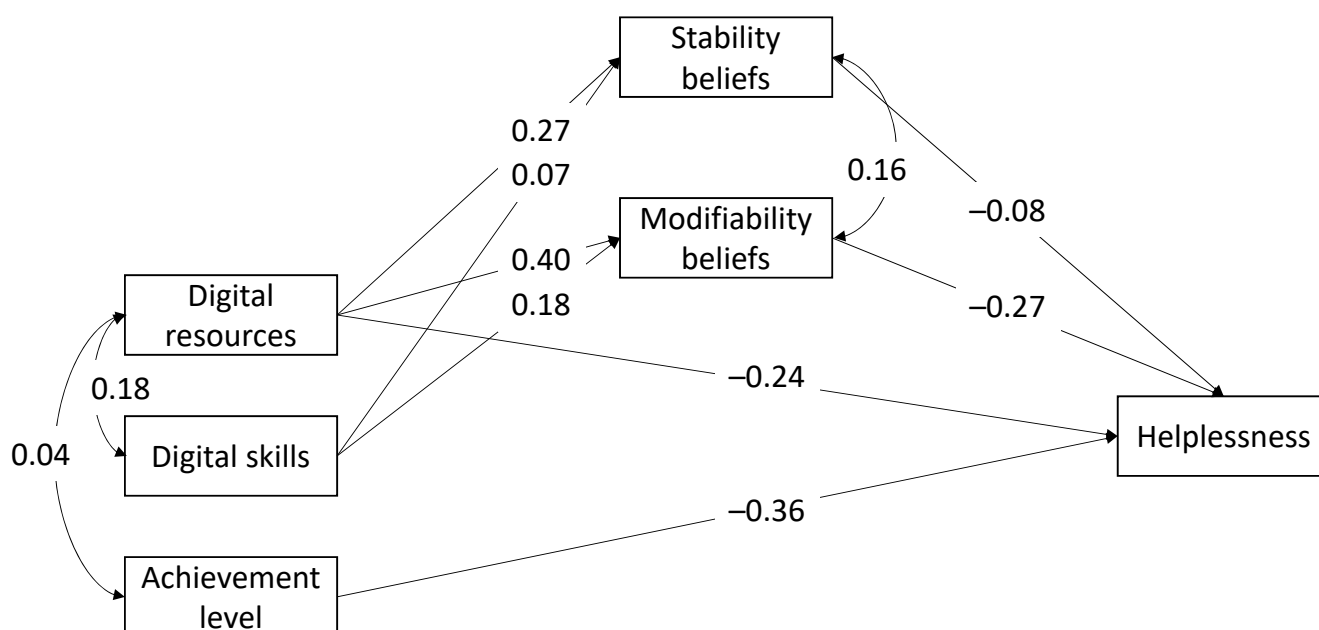 Stability
beliefs
0.27
0.07
0.16
–0.08
Modifiability
beliefs
0.40
0.18
–0.27
Digital
resources
0.18
–0.24
Helplessness
0.04
Digital skills
–0.36
Achievement
level